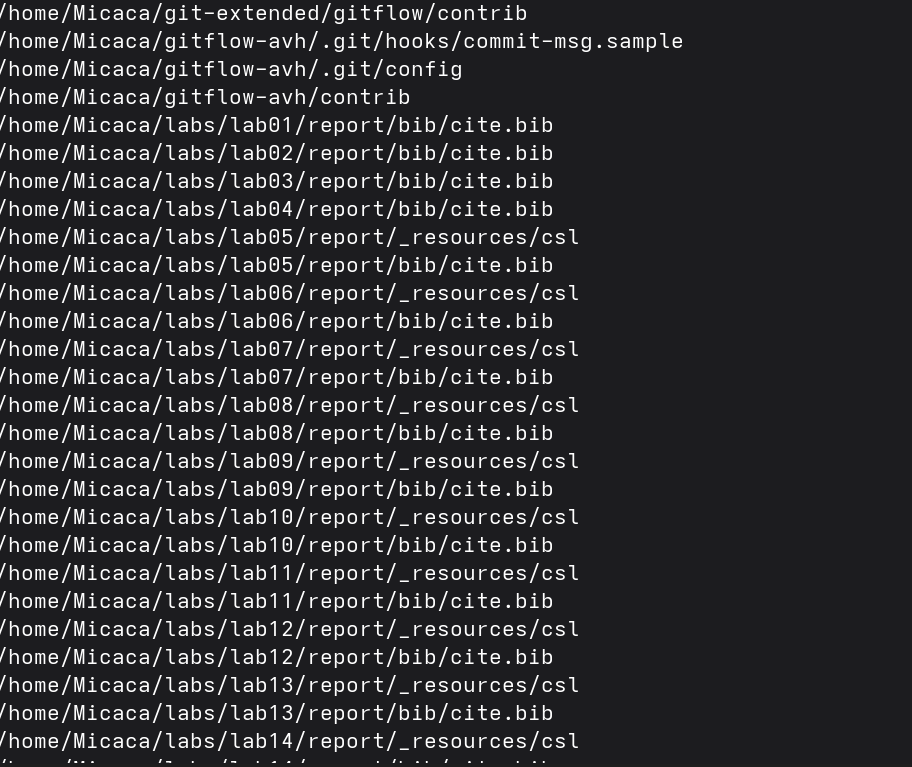 /home/Micaca/git-extended/gitflow/contrib
/home/Micaca/gitflow-avh/.git/hooks/commit-msg.sample
/home/Micaca/gitflow-avh/.git/config
/home/Micaca/gitflow-avh/contrib
/home/Micaca/labs/lab01/report/bib/cite.bib
/home/Micaca/labs/lab02/report/bib/cite.bib
/home/Micaca/labs/lab03/report/bib/cite.bib
/home/Micaca/labs/lab04/report/bib/cite.bib
/home/Micaca/labs/lab05/report/_resources/csl
/home/Micaca/labs/lab05/report/bib/cite.bib
/home/Micaca/labs/lab06/report/_resources/csl
/home/Micaca/labs/lab06/report/bib/cite.bib
/home/Micaca/labs/lab07/report/_resources/csl
/home/Micaca/labs/lab07/report/bib/cite.bib
/home/Micaca/labs/lab08/report/_resources/csl
/home/Micaca/labs/lab08/report/bib/cite.bib
/home/Micaca/labs/lab09/report/_resources/csl
/home/Micaca/labs/lab09/report/bib/cite.bib
/home/Micaca/labs/lab10/report/_resources/csl
/home/Micaca/labs/lab10/report/bib/cite.bib
/home/Micaca/labs/lab11/report/_resources/csl
/home/Micaca/labs/lab11/report/bib/cite.bib
/home/Micaca/labs/lab12/report/_resources/csl
/home/Micaca/labs/lab12/report/bib/cite.bib
/home/Micaca/labs/lab13/report/_resources/csl
/home/Micaca/labs/lab13/report/bib/cite.bib
/home/Micaca/labs/lab14/report/_resources/csl